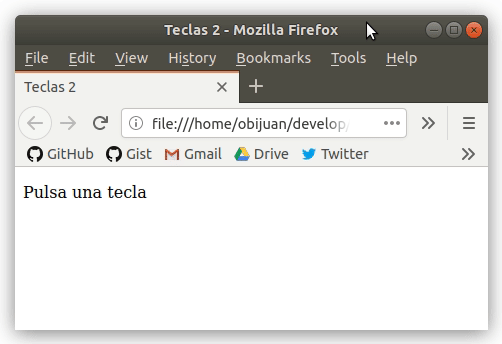 Teclas 2 - Mozilla Firefox
File Edit View History Bookmarks Tools Help
Teclas 2
file:///home/obijuan/develop/
GitHub Gist Gmail Drive Twitter
Pulsa una tecla